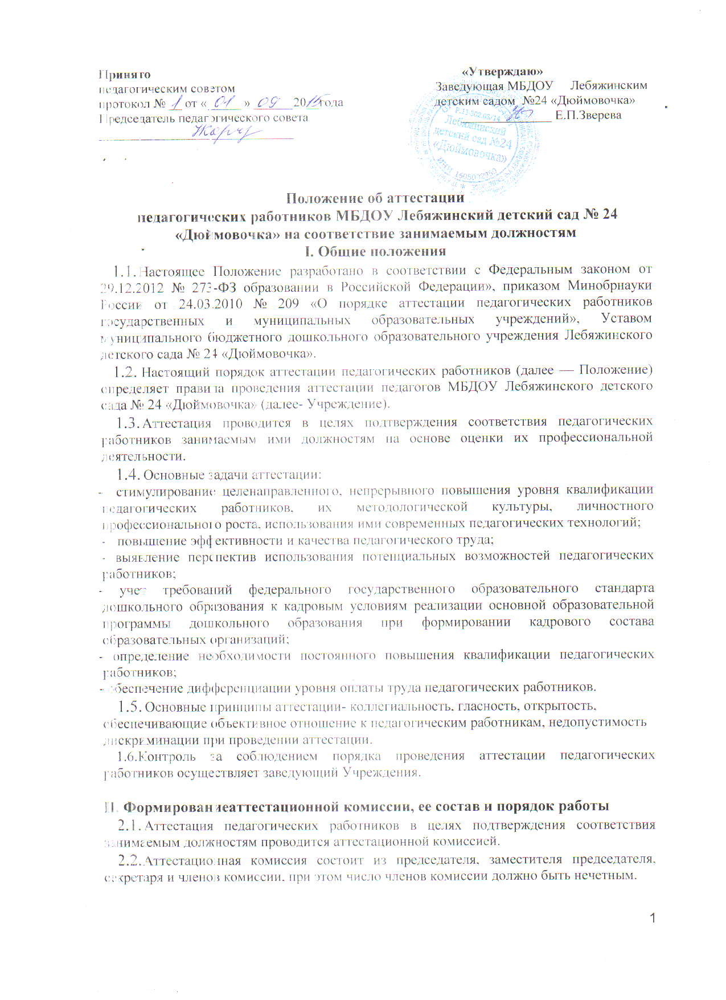 Принято
педагогическим советом
протокол № 1 от « 01 » 09 2015 года
Председатель педагогического совета
«Утверждаю»
Заведующая МБДОУ Лебяжинским
детским садом №24 «Дюймовочка»
Е.П.Зверева
Лебяжинский
детский сад №24
«Дюймовочка»
Положение об аттестации
педагогических работников МБДОУ Лебяжинский детский сад № 24
«Дюймовочка» на соответствие занимаемым должностям
I. Общие положения
1.1. Настоящее Положение разработано в соответствии с Федеральным законом от
29.12.2012 № 273-ФЗ образовании в Российской Федерации», приказом Минобрнауки
России от 24.03.2010 № 209 «О порядке аттестации педагогических работников
государственных и муниципальных образовательных учреждений», Уставом
муниципального бюджетного дошкольного образовательного учреждения Лебяжинского
детского сада № 24 «Дюймовочка».
1.2. Настоящий порядок аттестации педагогических работников (далее — Положение)
определяет правила проведения аттестации педагогов МБДОУ Лебяжинского детского
сада № 24 «Дюймовочка» (далее- Учреждение).
1.3. Аттестация проводится в целях подтверждения соответствия педагогических
работников занимаемым ими должностям на основе оценки их профессиональной
деятельности.
1.4. Основные задачи аттестации:
- стимулирование целенаправленного, непрерывного повышения уровня квалификации
педагогических работников, их методологической культуры, личностного
профессионального роста, использования ими современных педагогических технологий;
- повышение эффективности и качества педагогического труда;
- выявление перспектив использования потенциальных возможностей педагогических
работников;
- учет требований федерального государственного образовательного стандарта
дошкольного образования к кадровым условиям реализации основной образовательной
программы дошкольного образования при формировании кадрового состава
образовательных организаций;
- определение необходимости постоянного повышения квалификации педагогических
работников;
- обеспечение дифференциации уровня оплаты труда педагогических работников.
1.5. Основные принципы аттестации- коллегиальность, гласность, открытость,
обеспечивающие объективное отношение к педагогическим работникам, недопустимость
дискриминации при проведении аттестации.
1.6.Контроль за соблюдением порядка проведения аттестации педагогических
работников осуществляет заведующий Учреждения.
II. Формированиеаттестационной комиссии, ее состав и порядок работы
2.1. Аттестация педагогических работников в целях подтверждения соответствия
занимаемым должностям проводится аттестационной комиссией.
2.2. Аттестационная комиссия состоит из председателя, заместителя председателя,
секретаря и членов комиссии, при этом число членов комиссии должно быть нечетным.
1